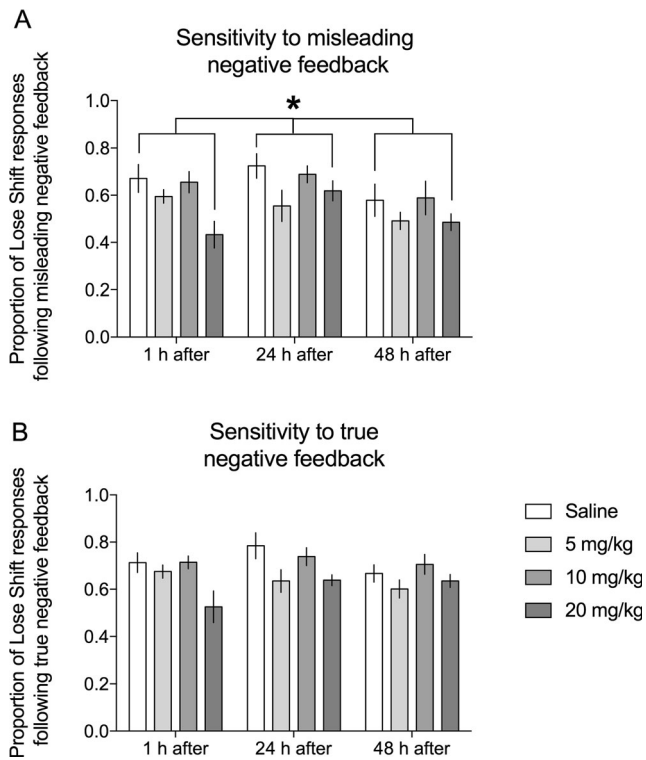 A
Sensitivity to misleading
negative feedback
Proportion of Lose Shift responses
following misleading negative feedback
1.0
0.8
0.6
0.4
0.2
0.0
*
1 h after
24 h after
48 h after
B
Sensitivity to true
negative feedback
Proportion of Lose Shift responses
following true negative feedback
1.0
0.8
0.6
0.4
0.2
0.0
1 h after
24 h after
48 h after
Saline
5 mg/kg
10 mg/kg
20 mg/kg